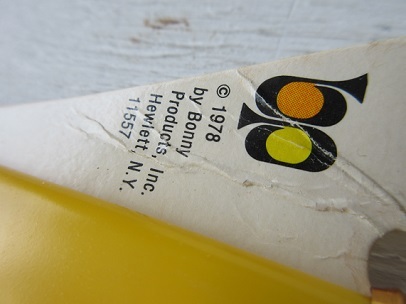 © 1978
by Bonny
Products, Inc.
Hewlett, N.Y.
11557